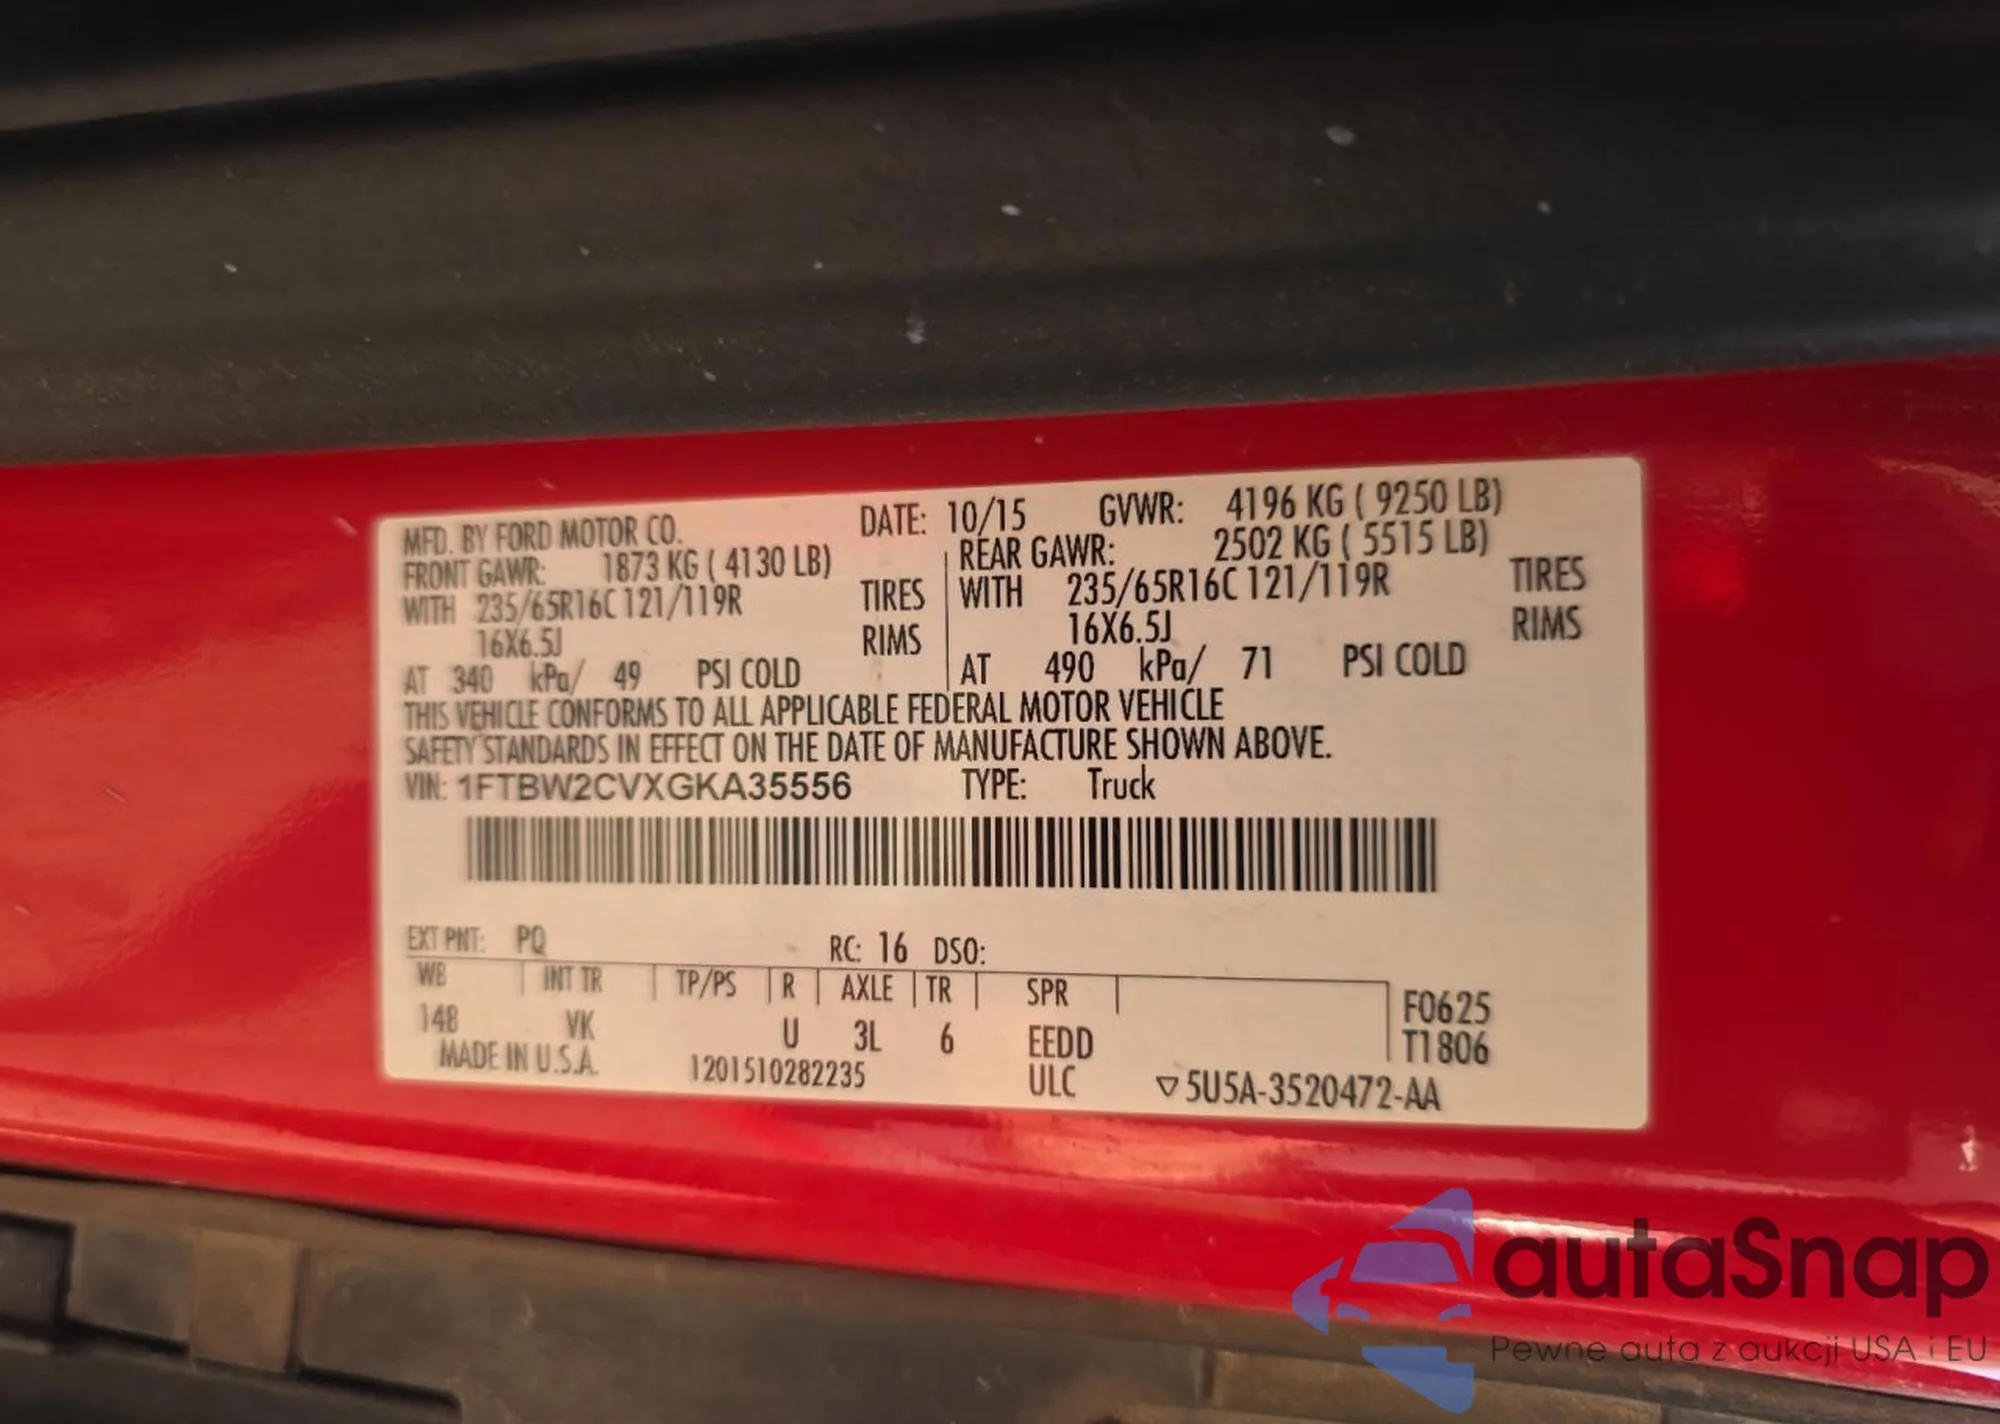 MFD. BY FORD MOTOR CO. DATE: 10/15 GVWR: 4196 KG ( 9250 LB)
FRONT GAWR: 1873 KG ( 4130 LB) REAR GAWR: 2502 KG ( 5515 LB)
WITH 235/65R16C 121/119R TIRES WITH 235/65R16C 121/119R TIRES
16X6.5J RIMS 16X6.5J RIMS
AT 340 kPa/ 49 PSI COLD AT 490 kPa/ 71 PSI COLD
THIS VEHICLE CONFORMS TO ALL APPLICABLE FEDERAL MOTOR VEHICLE
SAFETY STANDARDS IN EFFECT ON THE DATE OF MANUFACTURE SHOWN ABOVE.
VIN: 1FTBW2CVXGKA35556 TYPE: Truck
EXT PNT: PQ RC: 16 DSO:
WB INT TR TP/PS R AXLE TR SPR F0625
148 VK U 3L 6 EEDD T1806
MADE IN U.S.A. 1201510282235 ULC ▽5U5A-3520472-AA
autaSnap
Pewne auta z aukcji USA i EU